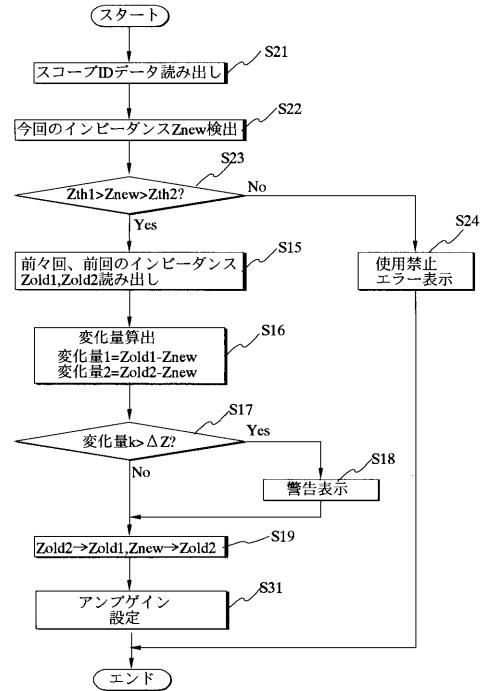 スタート
S21
スコープIDデータ読み出し
S22
今回のインピーダンスZnew検出
S23
Zth1>Znew>Zth2?
No
Yes
S15
前々回、前回のインピーダンス
Zold1,Zold2読み出し
S24
使用禁止
エラー表示
S16
変化量算出
変化量1=Zold1-Znew
変化量2=Zold2-Znew
S17
変化量k>ΔZ?
Yes
No
S18
警告表示
S19
Zold2→Zold1,Znew→Zold2
S31
アンプゲイン
設定
エンド